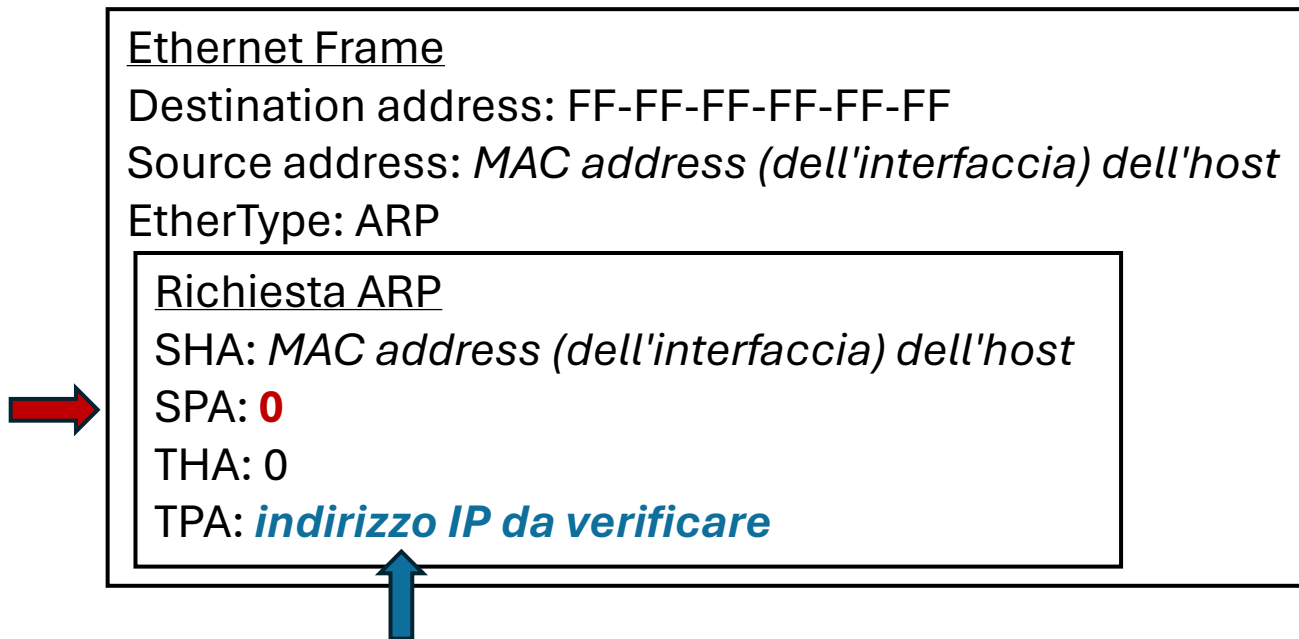 Ethernet Frame
Destination address: FF-FF-FF-FF-FF-FF
Source address: MAC address (dell'interfaccia) dell'host
EtherType: ARP
Richiesta ARP
SHA: MAC address (dell'interfaccia) dell'host
SPA: 0
THA: 0
TPA: indirizzo IP da verificare